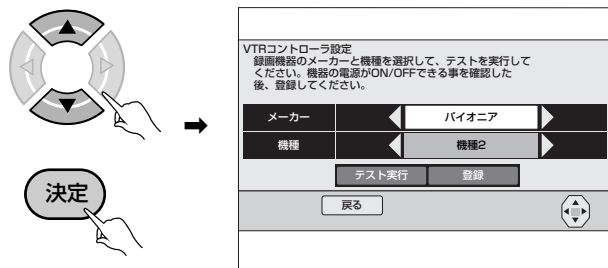 決定
VTRコントローラ設定
録画機器のメーカーと機種を選択して、テストを実行して
ください。機器の電源がON/OFFできる事を確認した
後、登録してください。
メーカー パイオニア
機種 機種2
テスト実行 登録
戻る